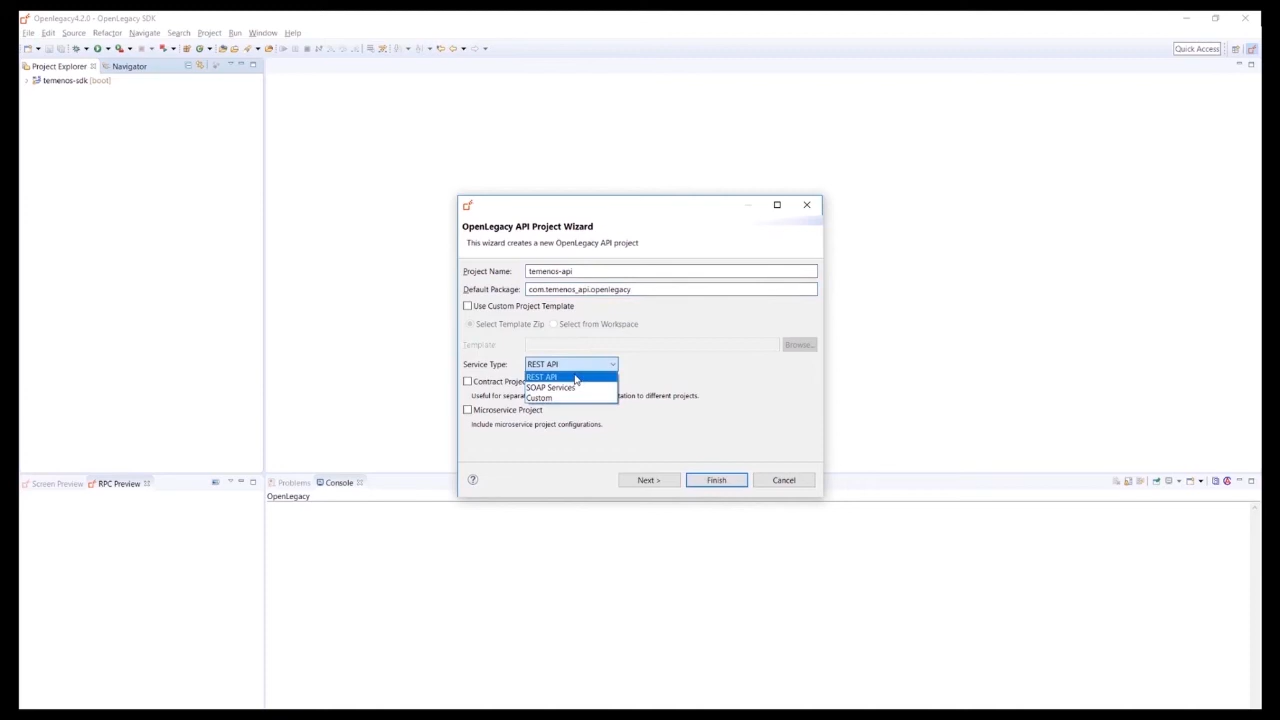 Openlegacy4.2.0 - OpenLegacy SDK
File Edit Source Refactor Navigate Search Project Run Window Help
Quick Access
Project Explorer Navigator
temenos-sdk [boot]
OpenLegacy API Project Wizard
This wizard creates a new OpenLegacy API project
Project Name: temenos-api
Default Package: com.temenos_api.openlegacy
Use Custom Project Template
Select Template Zip Select from Workspace
Template Browse...
Service Type: REST API
REST API
Contract Proje
SOAP Services
Useful for separa tation to different projects.
Custom
Microservice Project
Include microservice project configurations.
Next > Finish Cancel
Screen Preview RPC Preview Problems Console
OpenLegacy